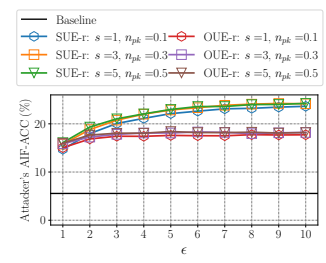 Baseline
SUE-r: s =1, n_pk =0.1
OUE-r: s =1, n_pk =0.1
SUE-r: s =3, n_pk =0.3
OUE-r: s =3, n_pk =0.3
SUE-r: s =5, n_pk =0.5
OUE-r: s =5, n_pk =0.5
Attacker's AIF-ACC (%)
20
0
1 2 3 4 5 6 7 8 9 10
ϵ